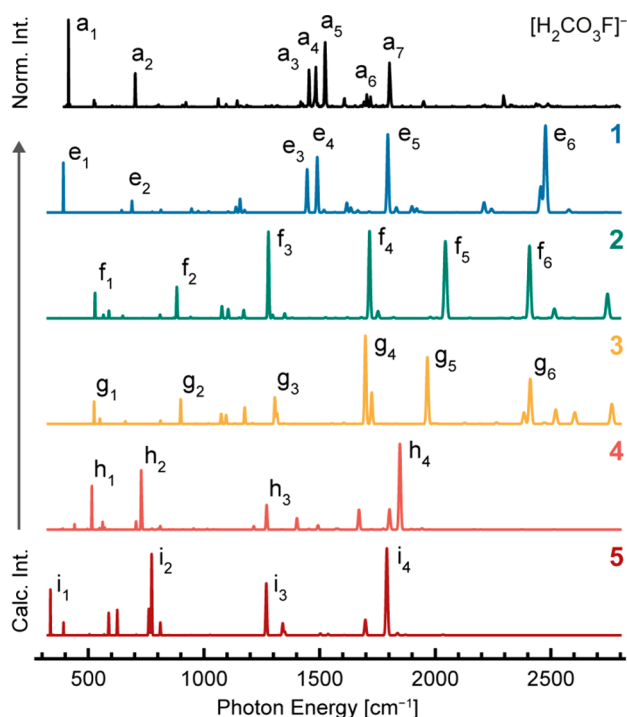 Norm. Int.
[H₂CO₃F]⁻
a₁
a₂
a₃
a₄
a₅
a₆
a₇
1
e₁
e₂
e₃
e₄
e₅
e₆
2
f₁
f₂
f₃
f₄
f₅
f₆
3
g₁
g₂
g₃
g₄
g₅
g₆
4
h₁
h₂
h₃
h₄
5
i₁
i₂
i₃
i₄
Calc. Int.
500 1000 1500 2000 2500
Photon Energy [cm⁻¹]